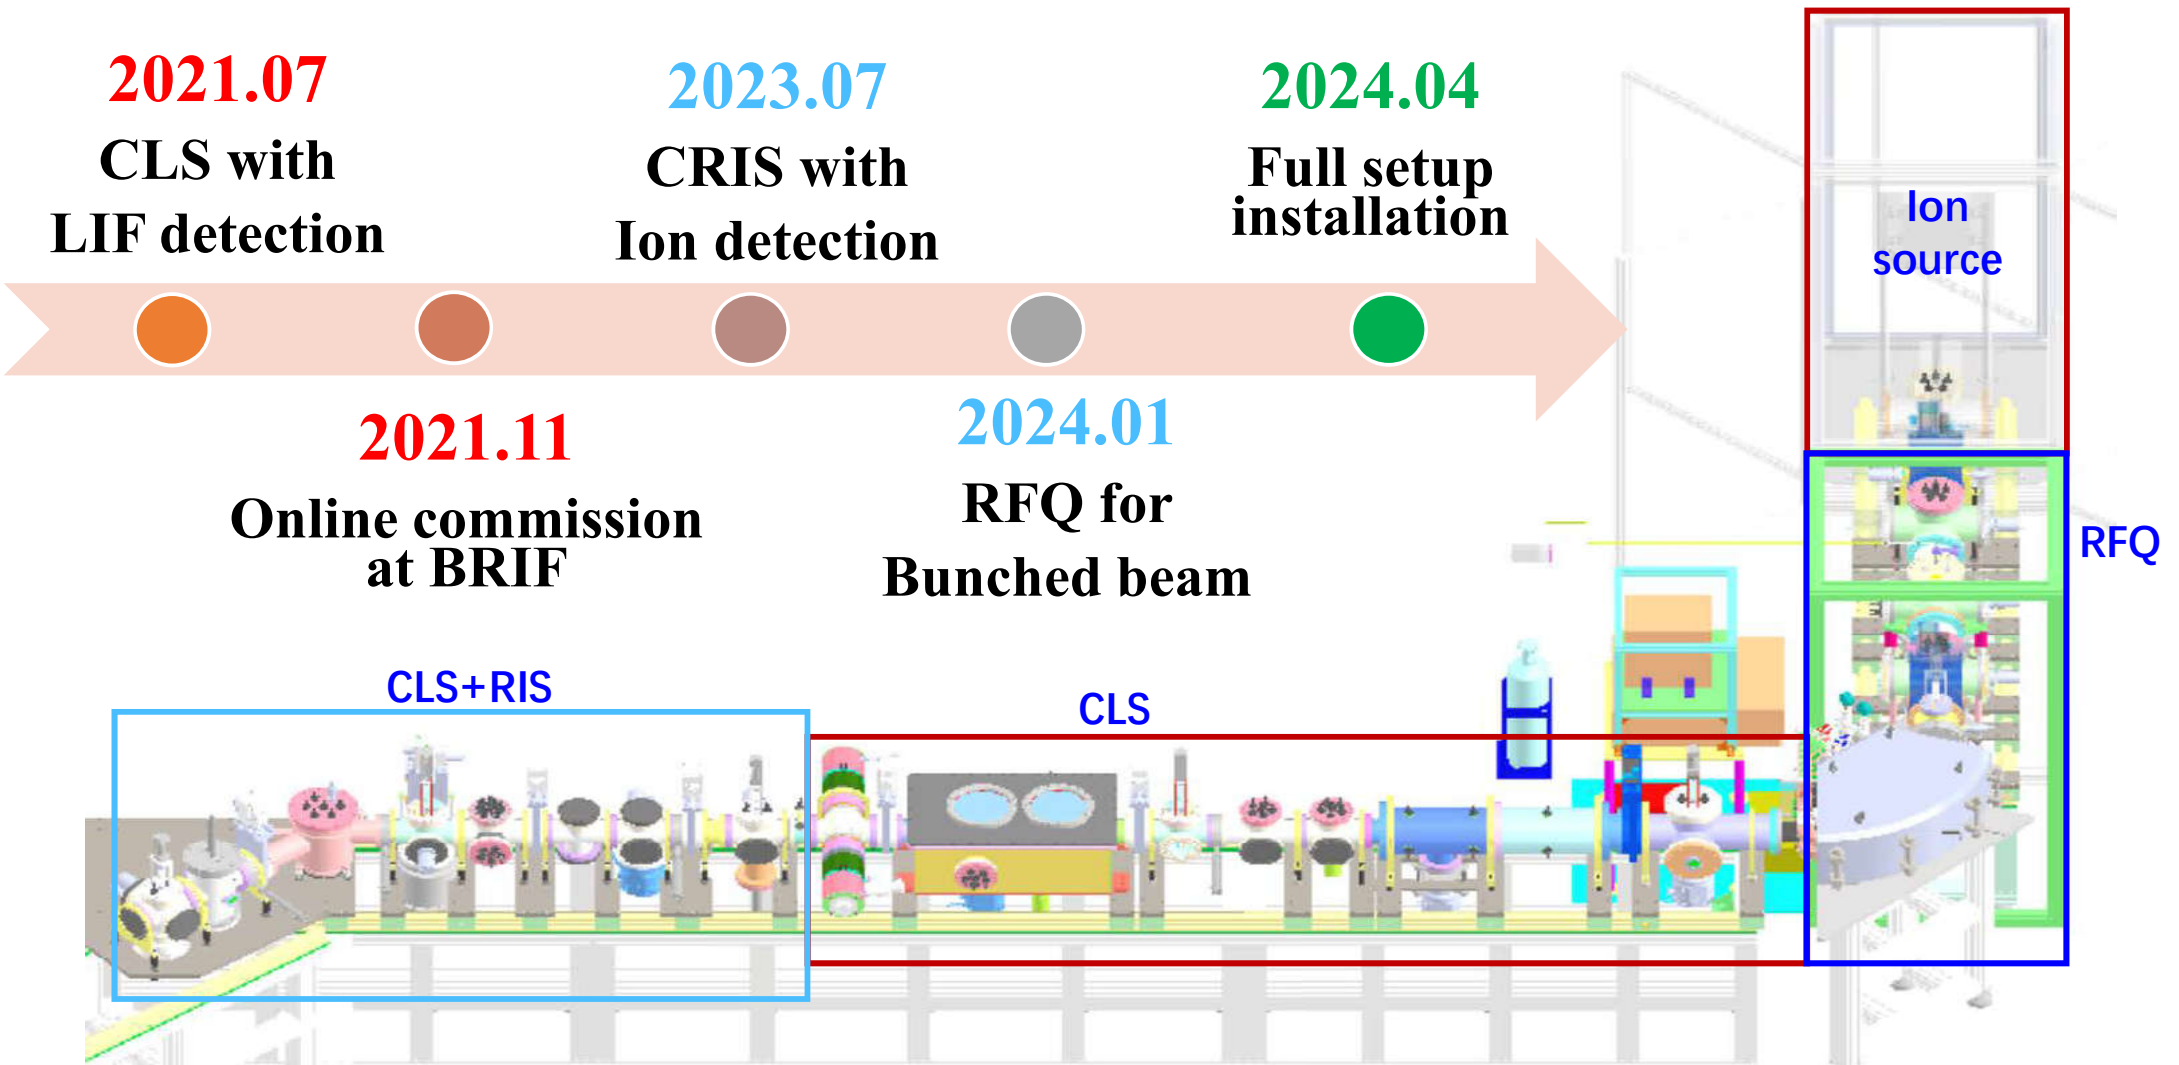 2021.07
CLS with
LIF detection
2023.07
CRIS with
Ion detection
2024.04
Full setup
installation
2021.11
Online commission
at BRIF
2024.01
RFQ for
Bunched beam
Ion
source
RFQ
CLS+RIS
CLS